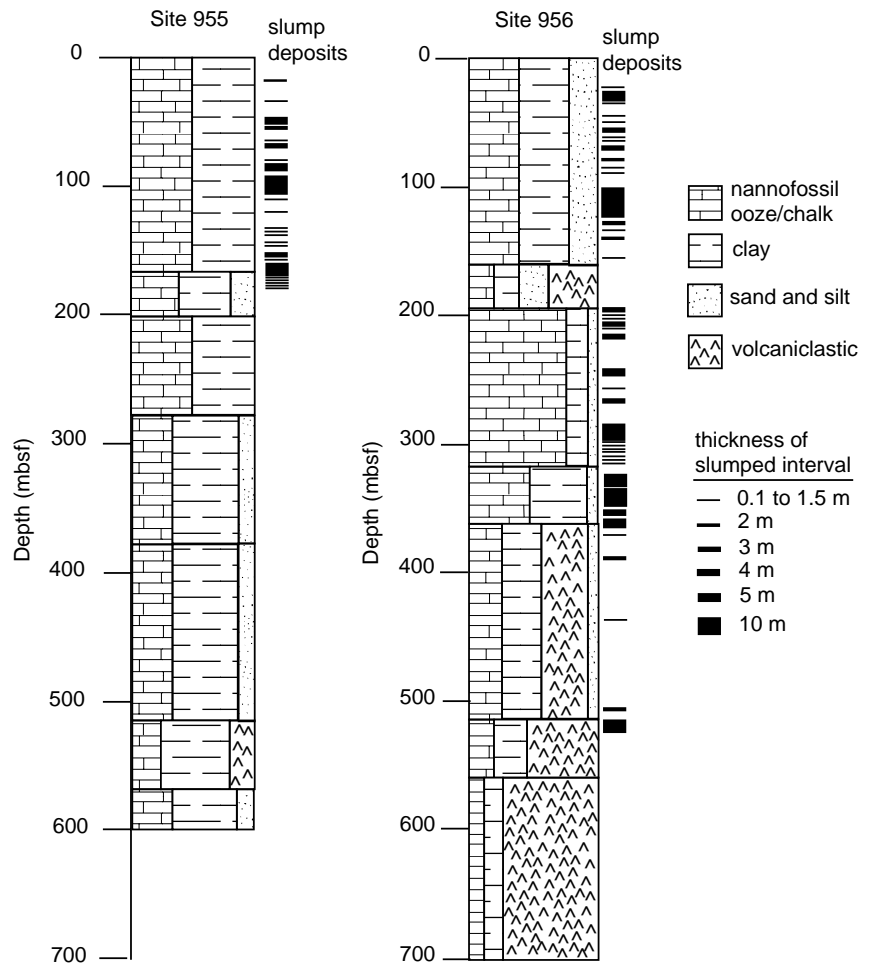 Site 955
slump
deposits
0
100
200
300
400
500
600
700
Depth (mbsf)
Site 956
slump
deposits
0
100
200
300
400
500
600
700
Depth (mbsf)
nannofossil
ooze/chalk
clay
sand and silt
volcaniclastic
thickness of
slumped interval
0.1 to 1.5 m
2 m
3 m
4 m
5 m
10 m